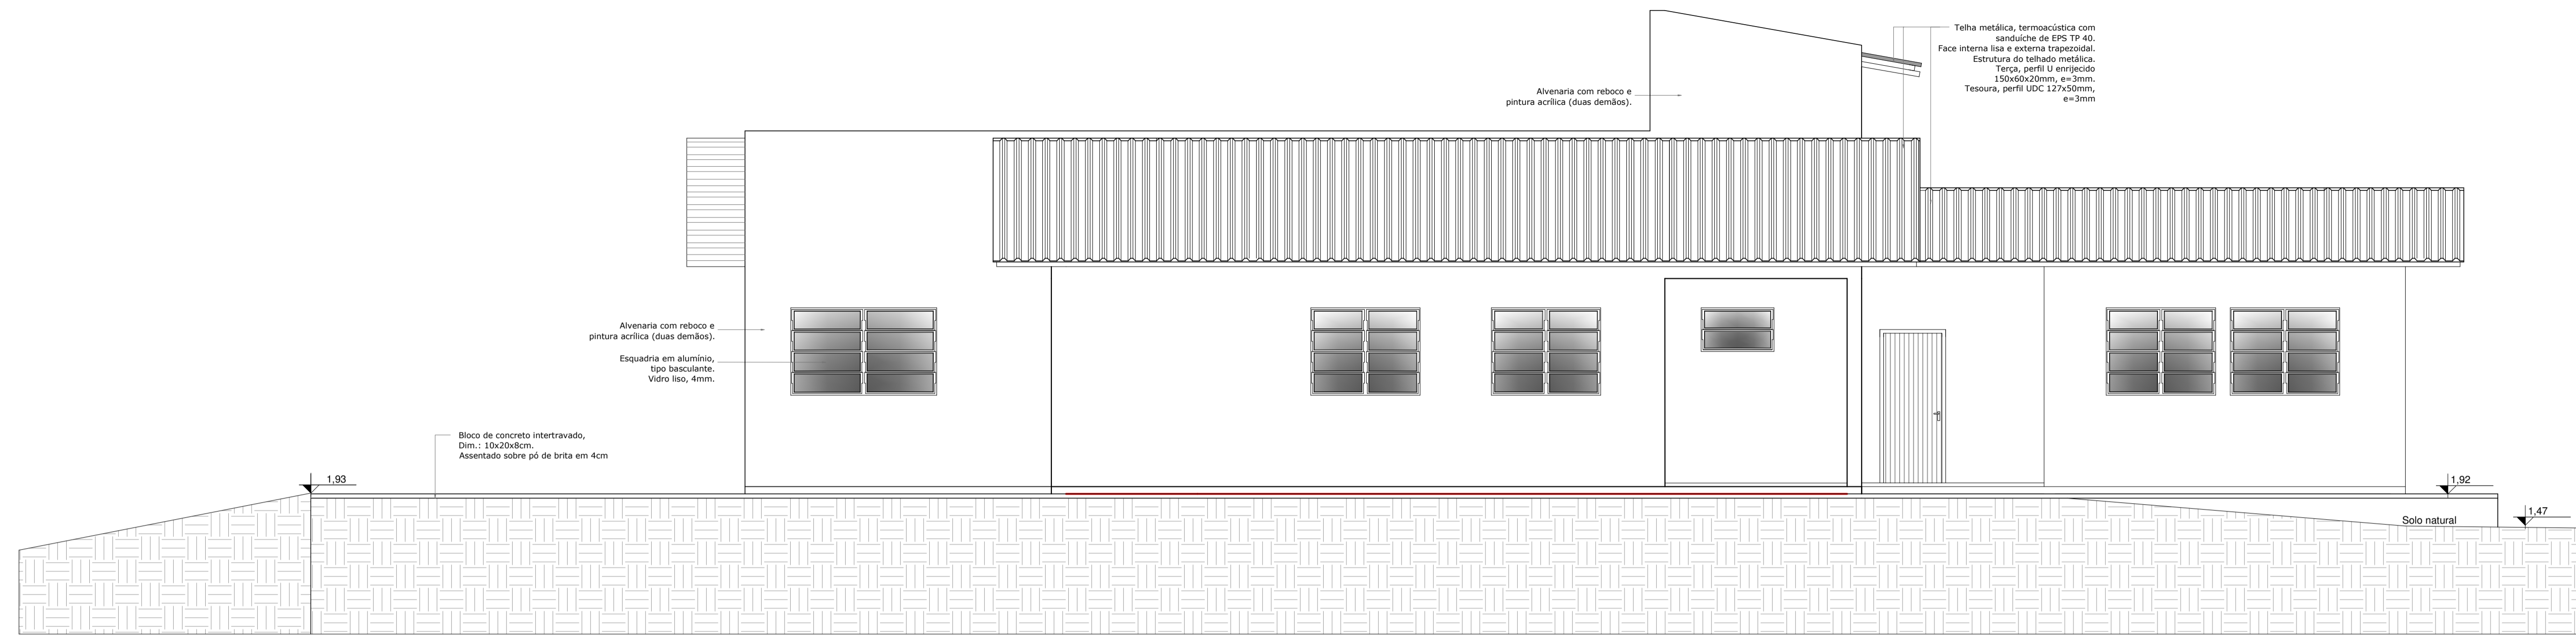 Telha metálica, termoacústica com
sanduíche de EPS TP 40.
Face interna lisa e externa trapezoidal.
Estrutura do telhado metálica.
Terça, perfil U enrijecido
150x60x20mm, e=3mm.
Tesoura, perfil UDC 127x50mm,
e=3mm
Alvenaria com reboco e
pintura acrílica (duas demãos).
Alvenaria com reboco e
pintura acrílica (duas demãos).
Esquadria em alumínio,
tipo basculante.
Vidro liso, 4mm.
Bloco de concreto intertravado,
Dim.: 10x20x8cm.
Assentado sobre pó de brita em 4cm
1,93
1,92
1,47
Solo natural